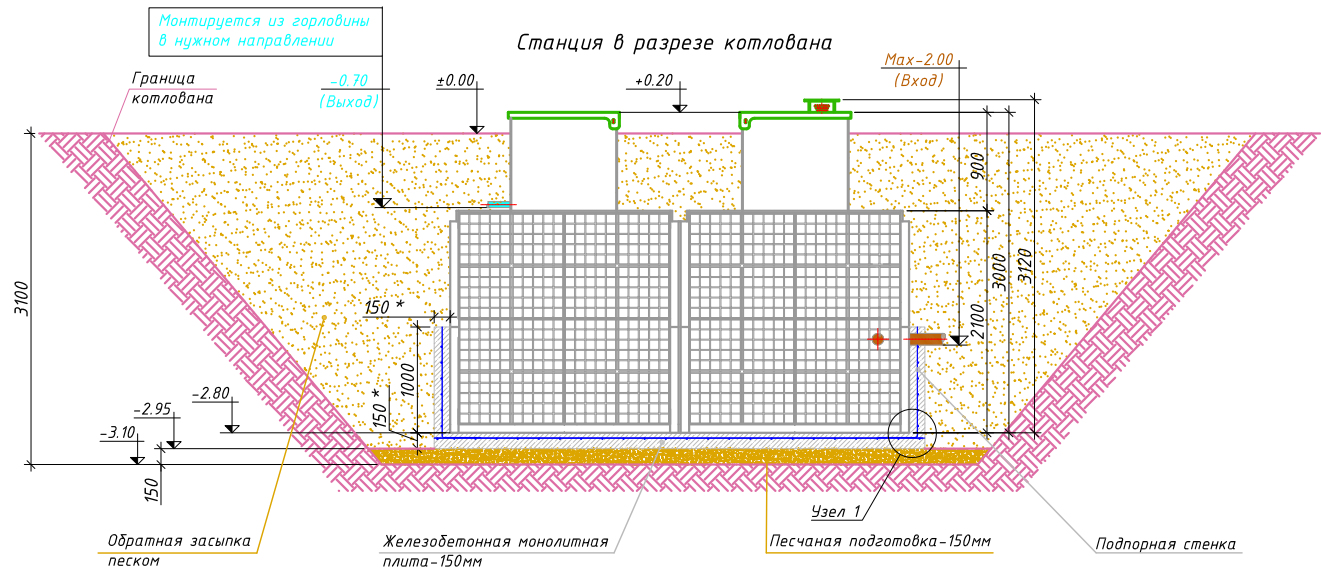 Монтируется из горловины
в нужном направлении
Станция в разрезе котлована
Граница
котлована
-0.70
(Выход)
±0.00
+0.20
Max-2.00
(Вход)
900
3100
3000
3120
2100
150 *
1000
150 *
-2.80
-2.95
-3.10
150
Узел 1
Обратная засыпка
песком
Железобетонная монолитная
плита-150мм
Песчаная подготовка-150мм
Подпорная стенка